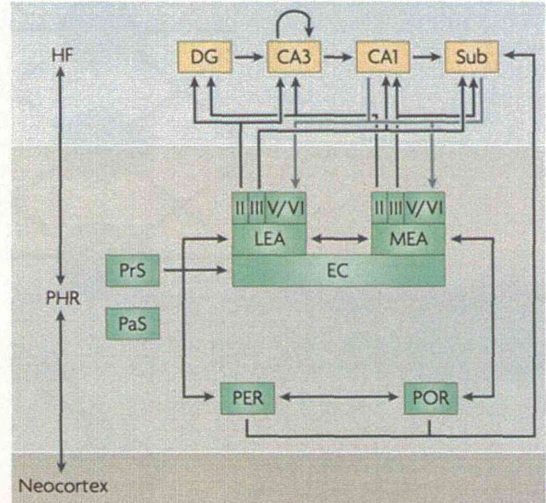 HF
DG CA3 CA1 Sub
II III V/VI II III V/VI
LEA MEA
PrS EC
PHR
PaS
PER POR
Neocortex